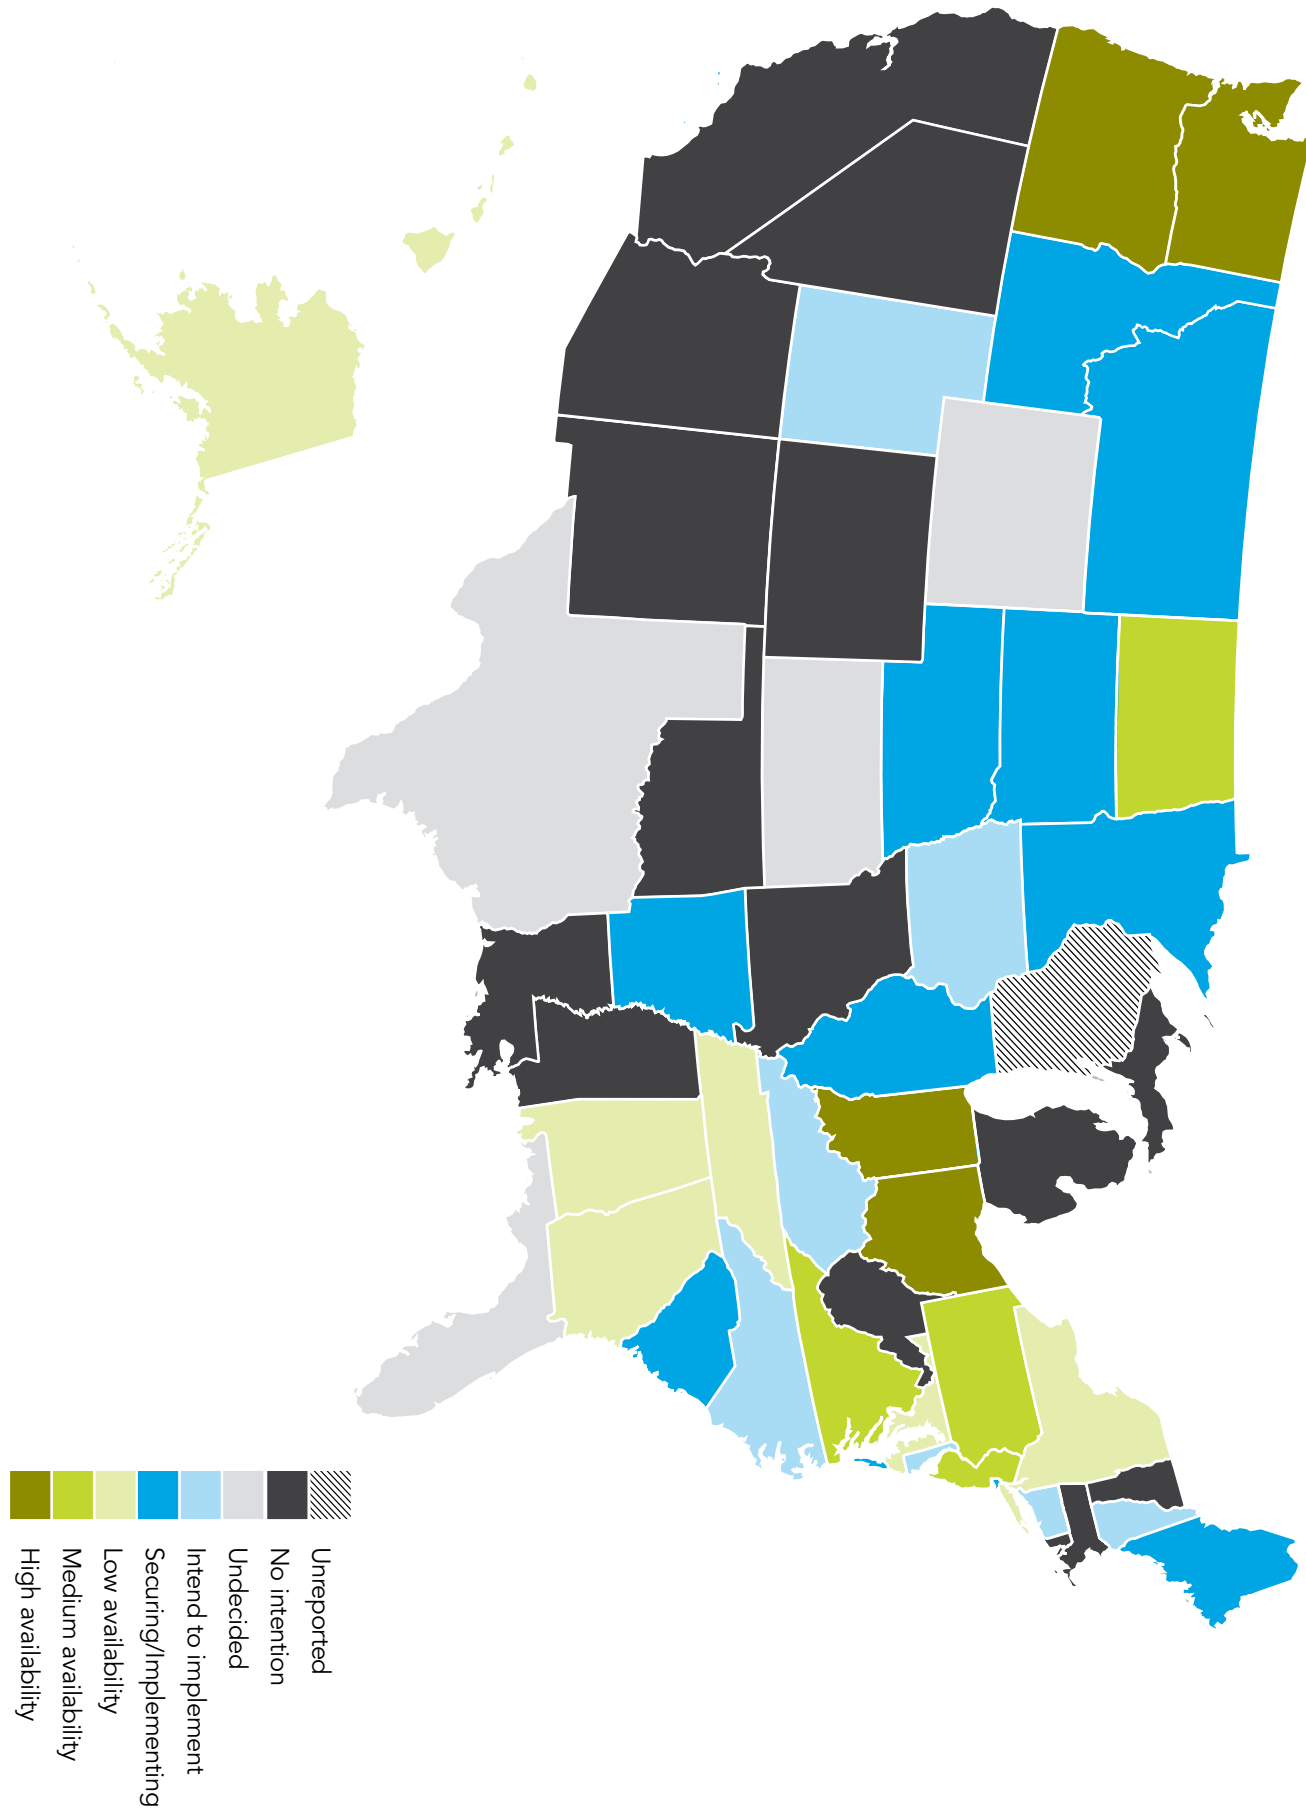 Unreported
No intention
Undecided
Intend to implement
Securing/Implementing
Low availability
Medium availability
High availability